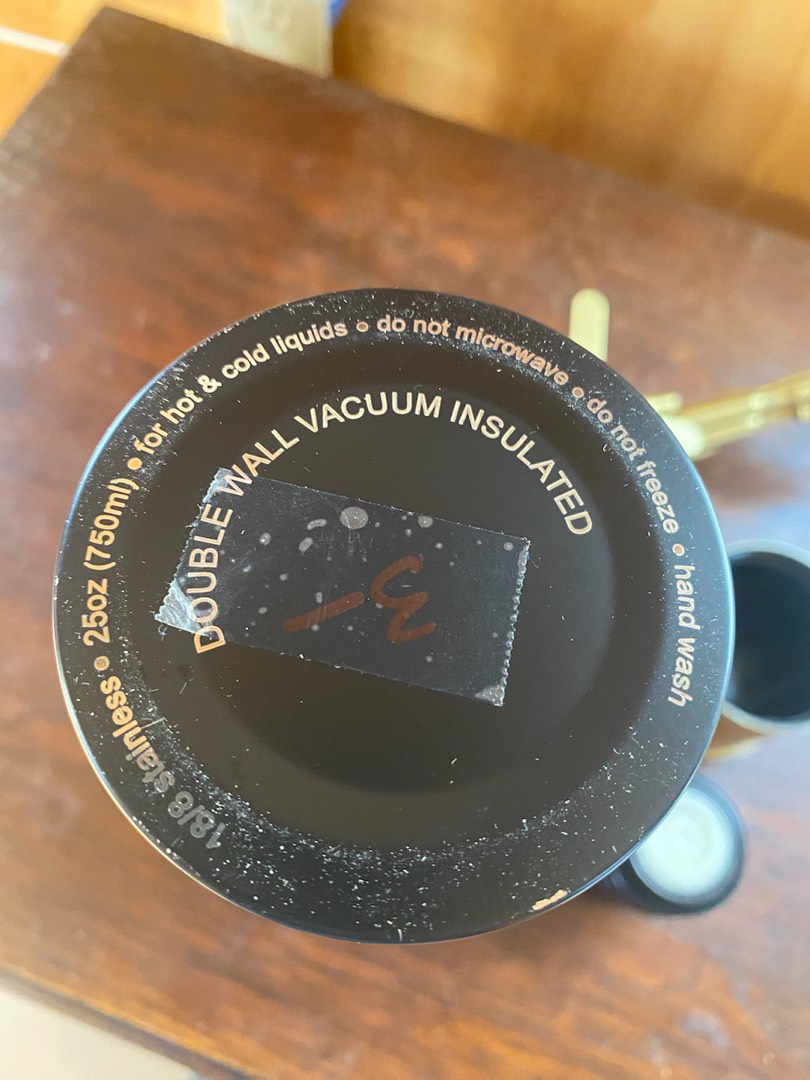 18/8 stainless • 25oz (750ml) • for hot & cold liquids • do not microwave • do not freeze • hand wash
DOUBLE WALL VACUUM INSULATED
3-